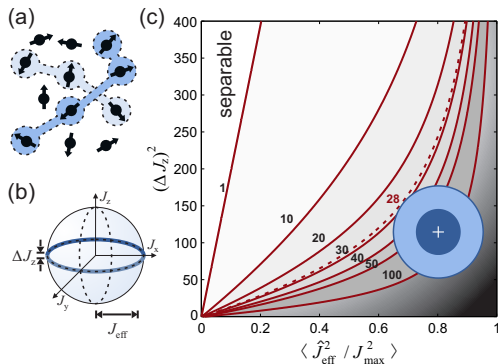 (a)
(b)
J_z
J_x
J_y
ΔJ_z
J_eff
(c)
(Δ J_z)^2
400
350
300
250
200
150
100
50
0
separable
1
10
20
28
30
40
50
100
0
0.2
0.4
0.6
0.8
1
⟨ Ĵ_eff^2 / J_max^2 ⟩